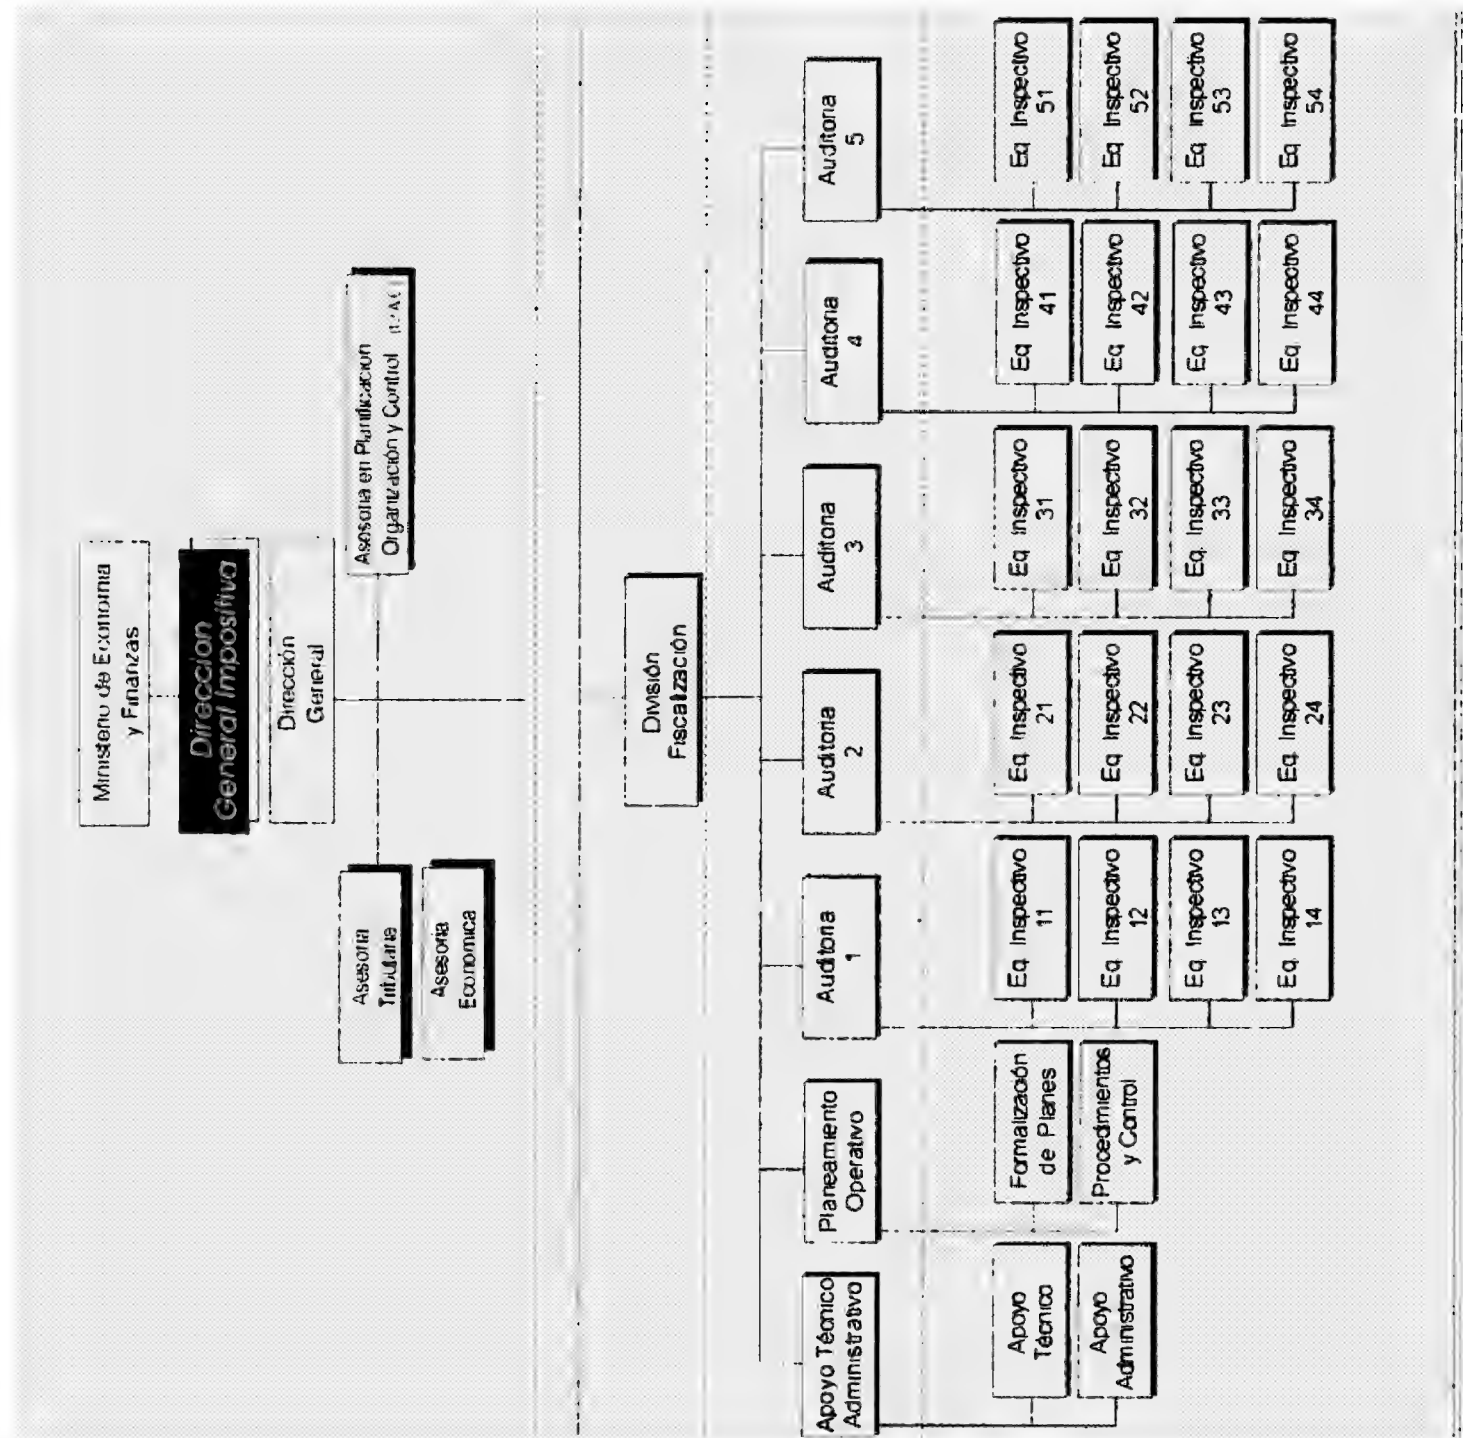 Ministerio de Economia
y Finanzas
Direccion
General Impositiva
Dirección
General
Asesoria
Tributaria
Asesoria
Economica
Asesoria en Planificacion
Organización y Control
División
Fiscalización
Apoyo Técnico
Administrativo
Planeamiento
Operativo
Auditoria
1
Auditoria
2
Auditoria
3
Auditoria
4
Auditoria
5
Apoyo
Técnico
Apoyo
Administrativo
Formalización
de Planes
Procedimientos
y Control
Eq. Inspectivo
11
Eq. Inspectivo
12
Eq. Inspectivo
13
Eq. Inspectivo
14
Eq. Inspectivo
21
Eq. Inspectivo
22
Eq. Inspectivo
23
Eq. Inspectivo
24
Eq. Inspectivo
31
Eq. Inspectivo
32
Eq. Inspectivo
33
Eq. Inspectivo
34
Eq. Inspectivo
41
Eq. Inspectivo
42
Eq. Inspectivo
43
Eq. Inspectivo
44
Eq. Inspectivo
51
Eq. Inspectivo
52
Eq. Inspectivo
53
Eq. Inspectivo
54